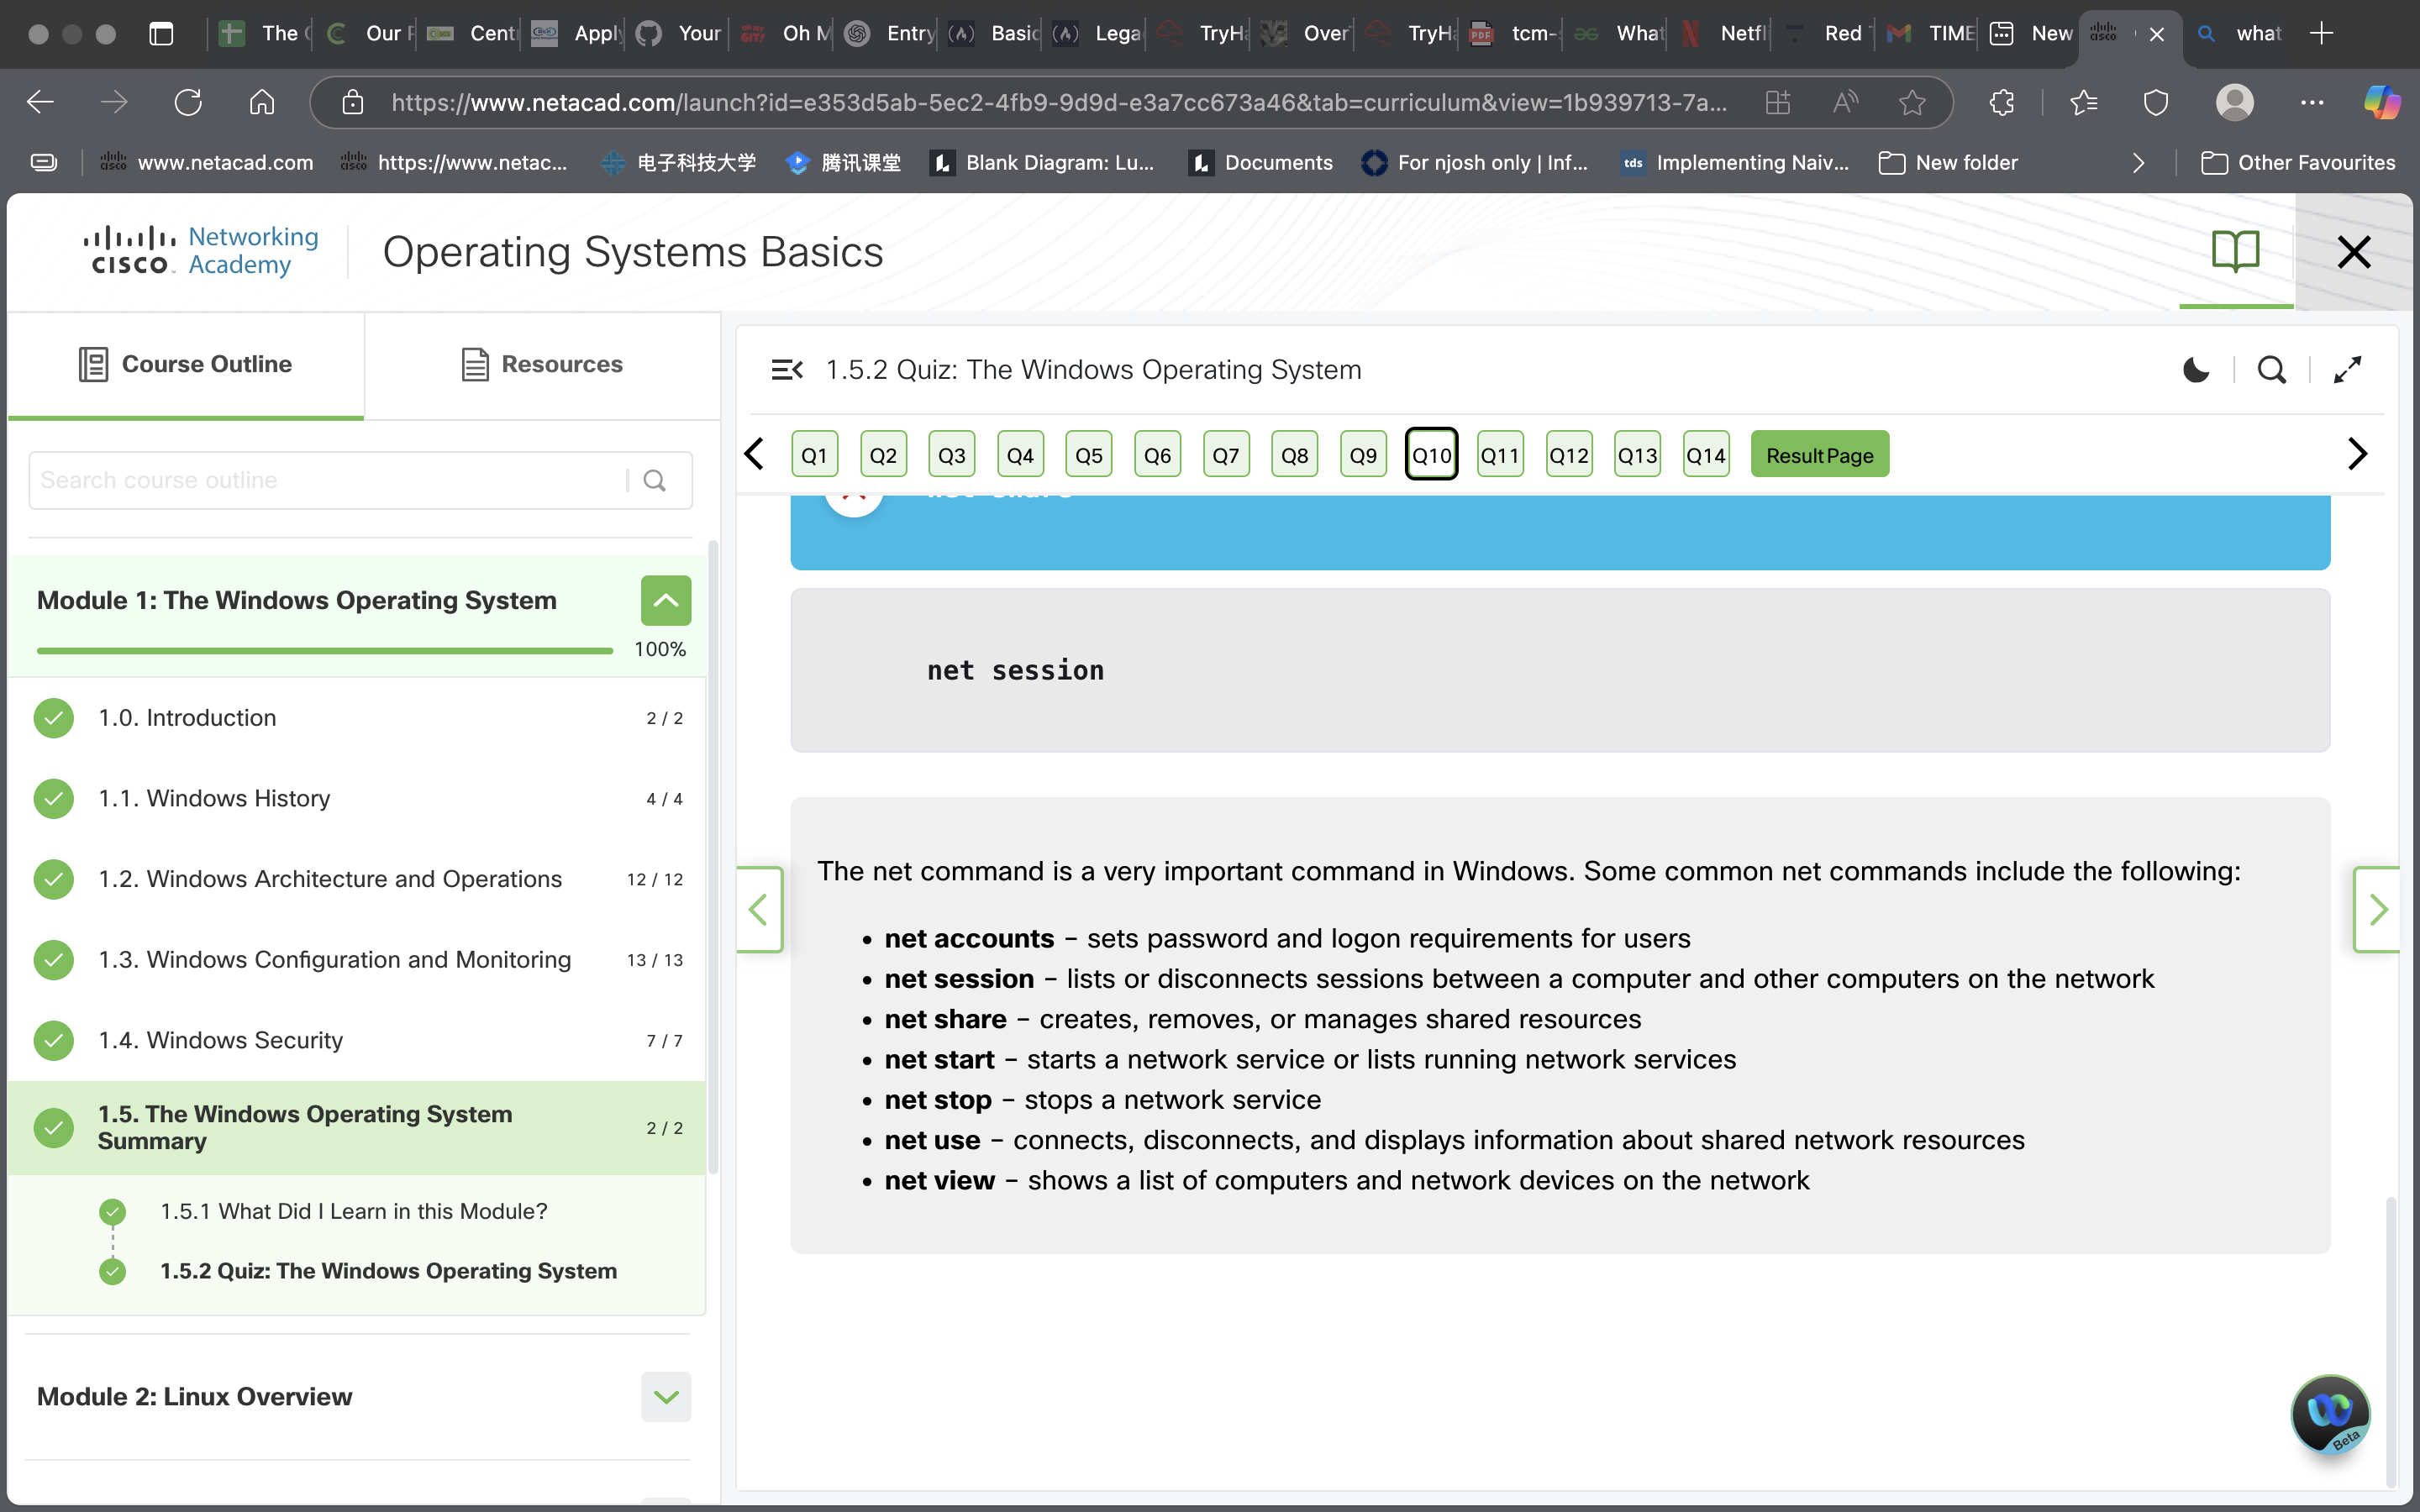 The
Our
Cent
Apply
Your
Oh M
Entry
Basic
Lega
TryHa
Over
TryHa
PDF
tcm-
What
Netfl
Red
TIME
New
what
https://www.netacad.com/launch?id=e353d5ab-5ec2-4fb9-9d9d-e3a7cc673a46&tab=curriculum&view=1b939713-7a...
www.netacad.com
https://www.netac...
电子科技大学
腾讯课堂
Blank Diagram: Lu...
Documents
For njosh only | Inf...
tds
Implementing Naiv...
New folder
Other Favourites
CISCO
Networking
Academy
Operating Systems Basics
Course Outline
Resources
Search course outline
Module 1: The Windows Operating System
100%
1.0. Introduction
2 / 2
1.1. Windows History
4 / 4
1.2. Windows Architecture and Operations
12 / 12
1.3. Windows Configuration and Monitoring
13 / 13
1.4. Windows Security
7 / 7
1.5. The Windows Operating System
Summary
2 / 2
1.5.1 What Did I Learn in this Module?
1.5.2 Quiz: The Windows Operating System
Module 2: Linux Overview
1.5.2 Quiz: The Windows Operating System
Q1 Q2 Q3 Q4 Q5 Q6 Q7 Q8 Q9 Q10 Q11 Q12 Q13 Q14 Result Page
net share
net session
The net command is a very important command in Windows. Some common net commands include the following:
• net accounts – sets password and logon requirements for users
• net session – lists or disconnects sessions between a computer and other computers on the network
• net share – creates, removes, or manages shared resources
• net start – starts a network service or lists running network services
• net stop – stops a network service
• net use – connects, disconnects, and displays information about shared network resources
• net view – shows a list of computers and network devices on the network
Beta